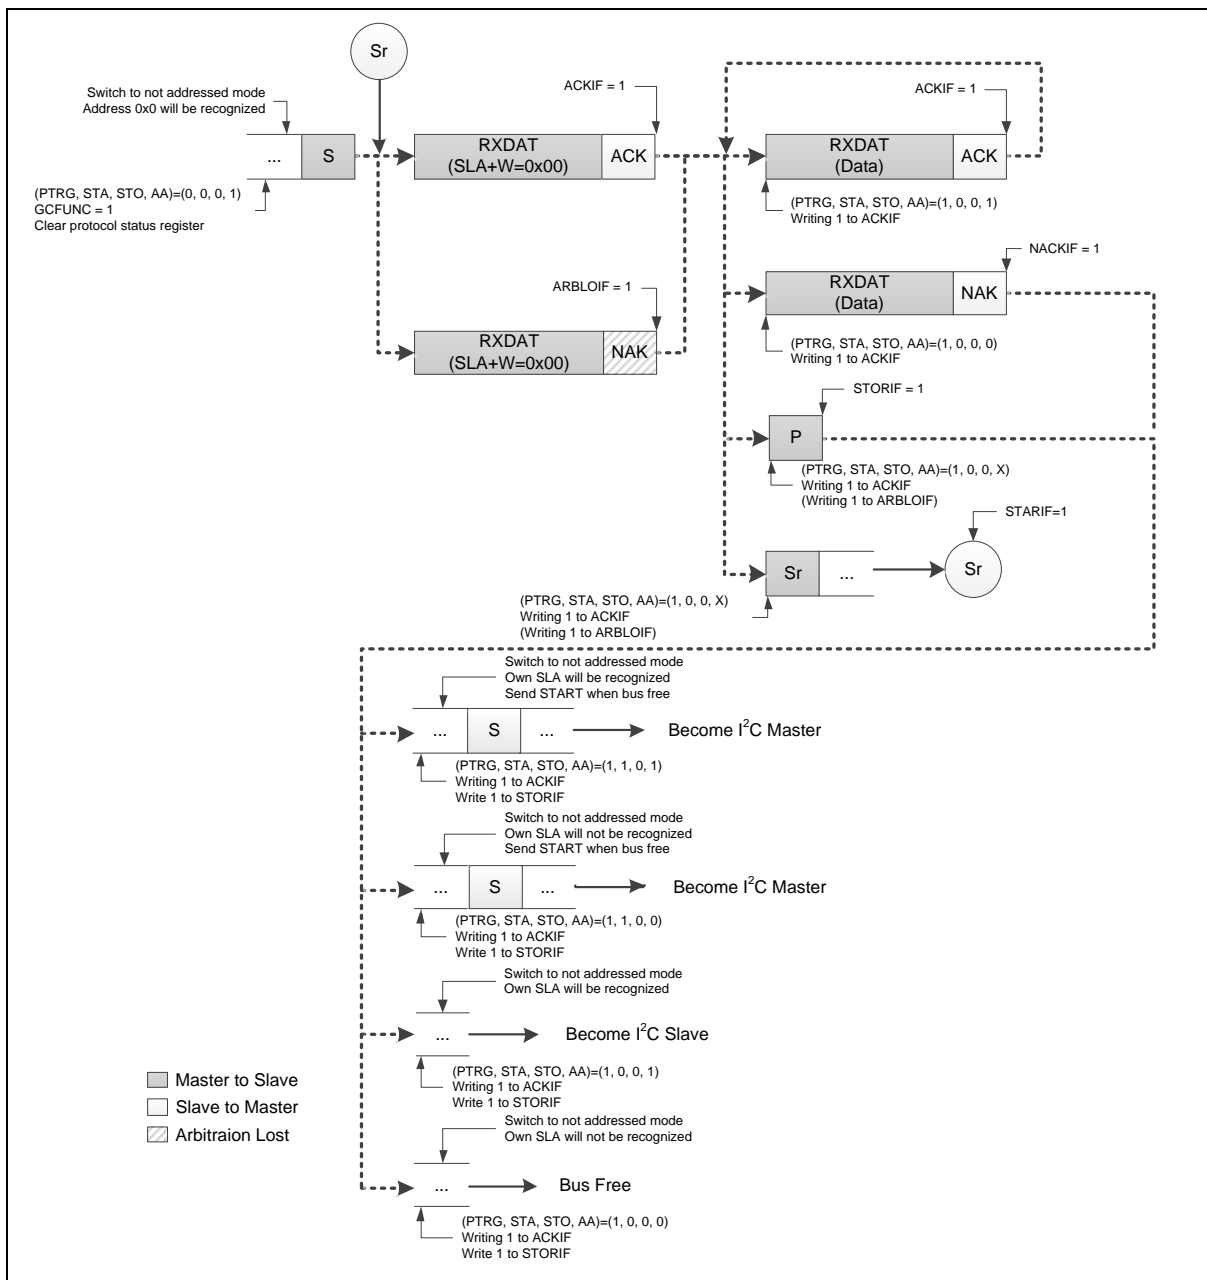 Sr
Switch to not addressed mode
Address 0x0 will be recognized
ACKIF = 1
ACKIF = 1
...
S
RXDAT
(SLA+W=0x00)
ACK
RXDAT
(Data)
ACK
(PTRG, STA, STO, AA)=(0, 0, 0, 1)
GCFUNC = 1
Clear protocol status register
(PTRG, STA, STO, AA)=(1, 0, 0, 1)
Writing 1 to ACKIF
NACKIF = 1
ARBLOIF = 1
RXDAT
(Data)
NAK
RXDAT
(SLA+W=0x00)
NAK
(PTRG, STA, STO, AA)=(1, 0, 0, 0)
Writing 1 to ACKIF
STORIF = 1
P
(PTRG, STA, STO, AA)=(1, 0, 0, X)
Writing 1 to ACKIF
(Writing 1 to ARBLOIF)
STARIF=1
Sr
...
Sr
(PTRG, STA, STO, AA)=(1, 0, 0, X)
Writing 1 to ACKIF
(Writing 1 to ARBLOIF)
Switch to not addressed mode
Own SLA will be recognized
Send START when bus free
...
S
...
Become I²C Master
(PTRG, STA, STO, AA)=(1, 1, 0, 1)
Writing 1 to ACKIF
Write 1 to STORIF
Switch to not addressed mode
Own SLA will not be recognized
Send START when bus free
...
S
...
Become I²C Master
(PTRG, STA, STO, AA)=(1, 1, 0, 0)
Writing 1 to ACKIF
Write 1 to STORIF
Switch to not addressed mode
Own SLA will be recognized
...
Become I²C Slave
(PTRG, STA, STO, AA)=(1, 0, 0, 1)
Writing 1 to ACKIF
Write 1 to STORIF
Master to Slave
Slave to Master
Arbitraion Lost
Switch to not addressed mode
Own SLA will not be recognized
...
Bus Free
(PTRG, STA, STO, AA)=(1, 0, 0, 0)
Writing 1 to ACKIF
Write 1 to STORIF